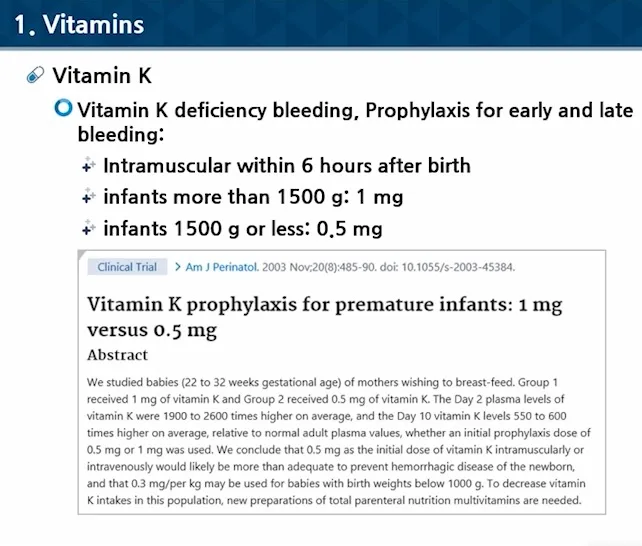 1. Vitamins
Vitamin K
Vitamin K deficiency bleeding, Prophylaxis for early and late
bleeding:
Intramuscular within 6 hours after birth
infants more than 1500 g: 1 mg
infants 1500 g or less: 0.5 mg
Clinical Trial > Am J Perinatol. 2003 Nov;20(8):485-90. doi: 10.1055/s-2003-45384.
Vitamin K prophylaxis for premature infants: 1 mg
versus 0.5 mg
Abstract
We studied babies (22 to 32 weeks gestational age) of mothers wishing to breast-feed. Group 1
received 1 mg of vitamin K and Group 2 received 0.5 mg of vitamin K. The Day 2 plasma levels of
vitamin K were 1900 to 2600 times higher on average, and the Day 10 vitamin K levels 550 to 600
times higher on average, relative to normal adult plasma values, whether an initial prophylaxis dose of
0.5 mg or 1 mg was used. We conclude that 0.5 mg as the initial dose of vitamin K intramuscularly or
intravenously would likely be more than adequate to prevent hemorrhagic disease of the newborn,
and that 0.3 mg/per kg may be used for babies with birth weights below 1000 g. To decrease vitamin
K intakes in this population, new preparations of total parenteral nutrition multivitamins are needed.